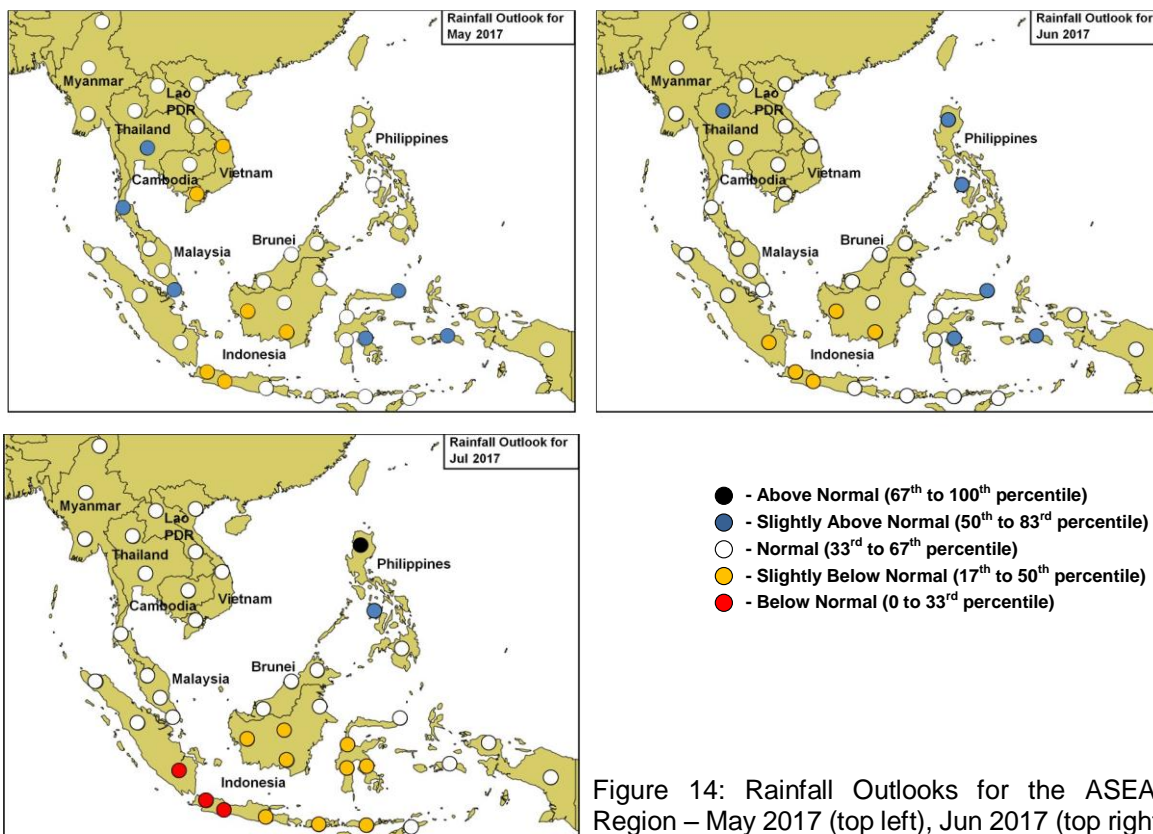 Rainfall Outlook for
May 2017
Myanmar
Lao
PDR
Thailand
Philippines
Cambodia
Vietnam
Malaysia
Brunei
Indonesia
Rainfall Outlook for
Jun 2017
Myanmar
Lao
PDR
Thailand
Philippines
Cambodia
Vietnam
Malaysia
Brunei
Indonesia
Rainfall Outlook for
Jul 2017
Myanmar
Lao
PDR
Thailand
Philippines
Cambodia
Vietnam
Malaysia
Brunei
Indonesia
- Above Normal (67th to 100th percentile)
- Slightly Above Normal (50th to 83rd percentile)
- Normal (33rd to 67th percentile)
- Slightly Below Normal (17th to 50th percentile)
- Below Normal (0 to 33rd percentile)
Figure 14: Rainfall Outlooks for the ASEA
Region – May 2017 (top left), Jun 2017 (top right